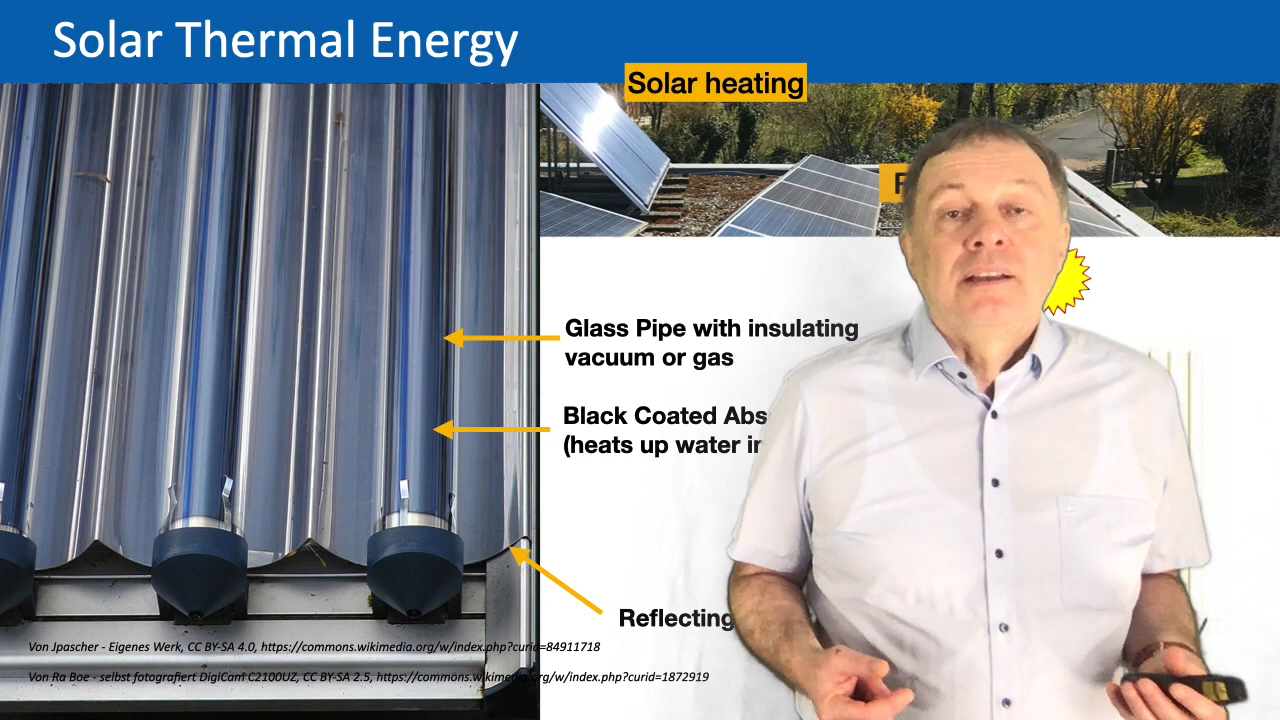 Solar Thermal Energy
Solar heating
Glass Pipe with insulating
vacuum or gas
Black Coated
(heats up water
Reflecting
Von Jpascher - Eigenes Werk, CC BY-SA 4.0, https://commons.wikimedia.org/w/index.php?curid=84911718
Von Ra Boe - selbst fotografiert DigiCam C2100UZ, CC BY-SA 2.5, https://commons.wikimedia.org/w/index.php?curid=1872919